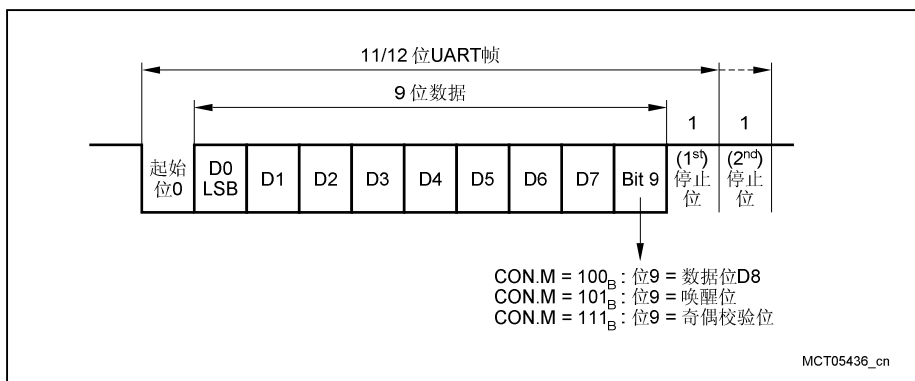 11/12 位UART帧
9 位数据
1
1
起始
位0
D0
LSB
D1
D2
D3
D4
D5
D6
D7
Bit 9
(1st)
停止
位
(2nd)
停止
位
CON.M = 100B : 位9 = 数据位D8
CON.M = 101B : 位9 = 唤醒位
CON.M = 111B : 位9 = 奇偶校验位
MCT05436_cn